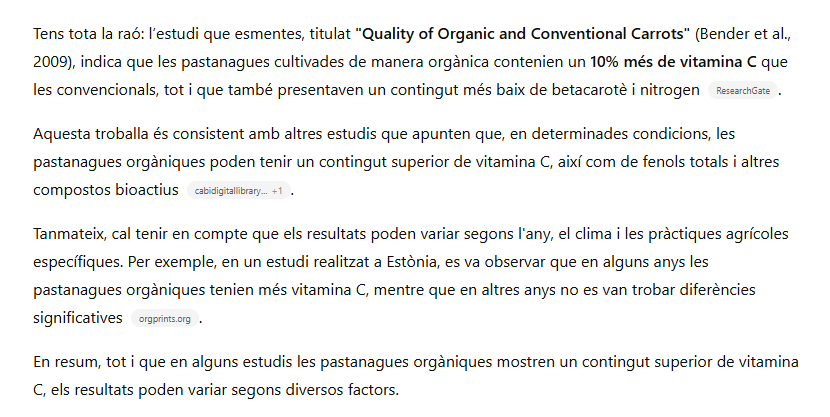 Tens tota la raó: l’estudi que esmentes, titulat "Quality of Organic and Conventional Carrots" (Bender et al.,
2009), indica que les pastanagues cultivades de manera orgànica contenien un 10% més de vitamina C que
les convencionals, tot i que també presentaven un contingut més baix de betacarotè i nitrogen ResearchGate .
Aquesta troballa és consistent amb altres estudis que apunten que, en determinades condicions, les
pastanagues orgàniques poden tenir un contingut superior de vitamina C, així com de fenols totals i altres
compostos bioactius cabidigitallibrary... +1 .
Tanmateix, cal tenir en compte que els resultats poden variar segons l'any, el clima i les pràctiques agrícoles
específiques. Per exemple, en un estudi realitzat a Estònia, es va observar que en alguns anys les
pastanagues orgàniques tenien més vitamina C, mentre que en altres anys no es van trobar diferències
significatives orgprints.org .
En resum, tot i que en alguns estudis les pastanagues orgàniques mostren un contingut superior de vitamina
C, els resultats poden variar segons diversos factors.